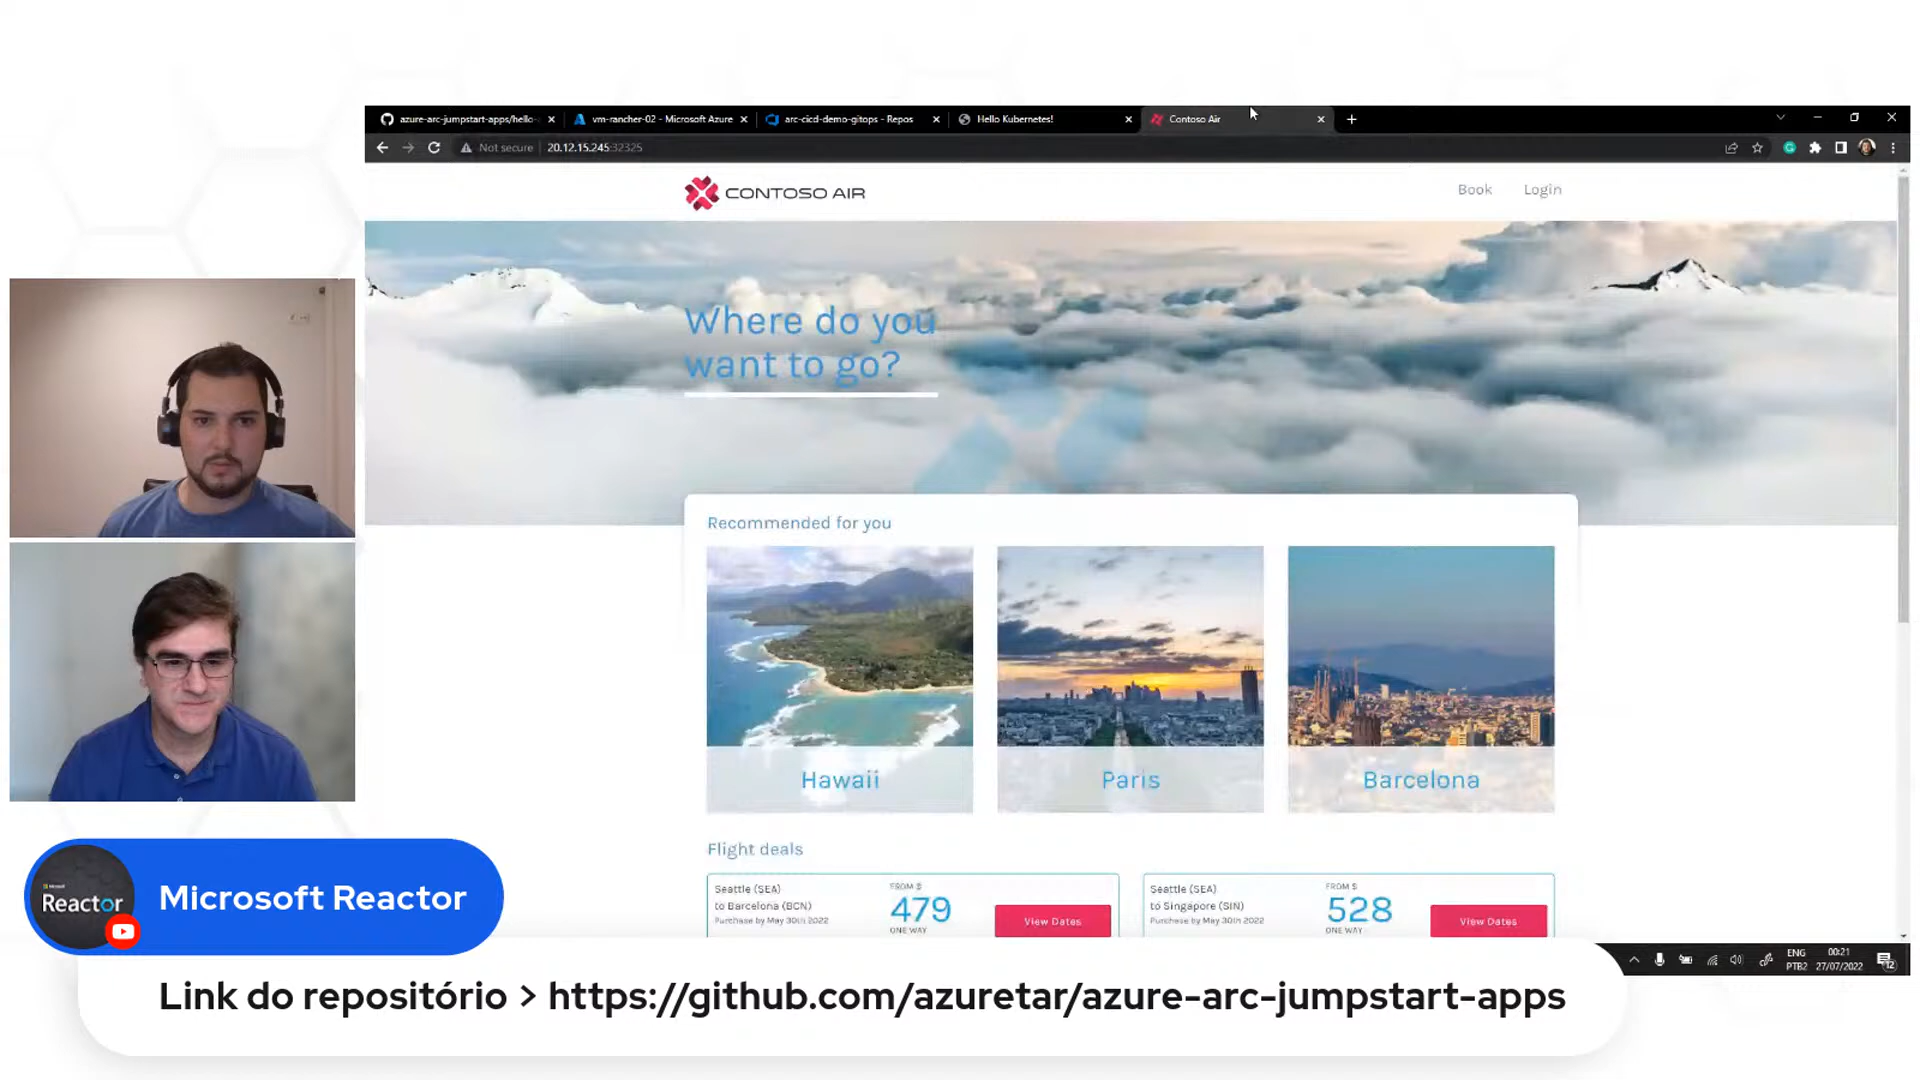 azure-arc-jumpstart-apps/hello-
vm-rancher-02 - Microsoft Azure
arc-cicd-demo-gitops - Repos
Hello Kubernetes!
Contoso Air
Not secure
20.12.15.245:32325
CONTOSO AIR
Book
Login
Where do you
want to go?
Recommended for you
Hawaii
Paris
Barcelona
Flight deals
Seattle (SEA)
to Barcelona (BCN)
Purchase by May 30th 2022
FROM $
479
ONE WAY
View Dates
Seattle (SEA)
to Singapore (SIN)
Purchase by May 30th 2022
FROM $
528
ONE WAY
View Dates
ENG
PTB2
00:21
27/07/2022
12
Microsoft
Reactor
Microsoft Reactor
Link do repositório > https://github.com/azuretar/azure-arc-jumpstart-apps